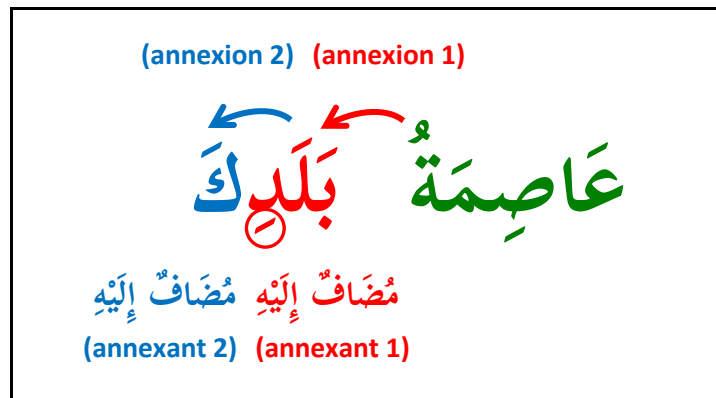 (annexion 2) (annexion 1)
عَاصِمَةُ بَلَدِكَ
مُضَافٌ إِلَيْهِ مُضَافٌ إِلَيْهِ
(annexant 2) (annexant 1)